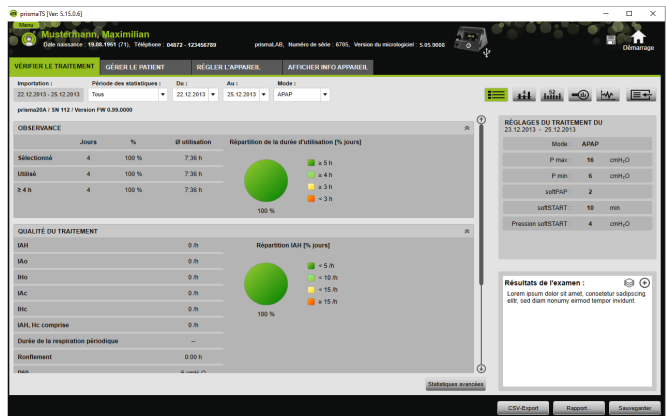 prismaTS [Ver: 5.15.0.6]
Menu
Mustermann, Maximilian
Date naissance : 19.08.1961 (71), Téléphone : 04872 - 123456789
prismaLAB, Numéro de série : 6705, Version du micrologiciel : 5.05.9008
Démarrage
VÉRIFIER LE TRAITEMENT GÉRER LE PATIENT RÉGLER L'APPAREIL AFFICHER INFO APPAREIL
Importation : Période des statistiques : Du : Au : Mode :
22.12.2013 - 25.12.2013 Tous 22.12.2013 25.12.2013 APAP
prisma20A / SN 112 / Version FW 0.99.0000
OBSERVANCE
Jours % Ø utilisation
Sélectionné 4 100 % 7:36 h
Utilisé 4 100 % 7:36 h
≥ 4 h 4 100 % 7:36 h
Répartition de la durée d'utilisation [% jours]
≥ 5 h
≥ 4 h
≥ 3 h
< 3 h
100 %
QUALITÉ DU TRAITEMENT
IAH 0 /h
IAo 0 /h
IHo 0 /h
IAc 0 /h
IHc 0 /h
IAH, Hc comprise 0 /h
Durée de la respiration périodique --
Ronflement 0:00 h
Répartition IAH [% jours]
< 5 /h
< 10 /h
< 15 /h
≥ 15 /h
100 %
Statistiques avancées
52
RÉGLAGES DU TRAITEMENT DU
23.12.2013 - 25.12.2013
Mode : APAP
P max : 16 cmH₂O
P min : 6 cmH₂O
softPAP : 2
softSTART : 10 min
Pression softSTART : 4 cmH₂O
Résultats de l'examen :
Lorem ipsum dolor sit amet, consetetur sadipscing
elitr, sed diam nonumy eirmod tempor invidunt.
CSV-Export Rapport... Sauvegarder